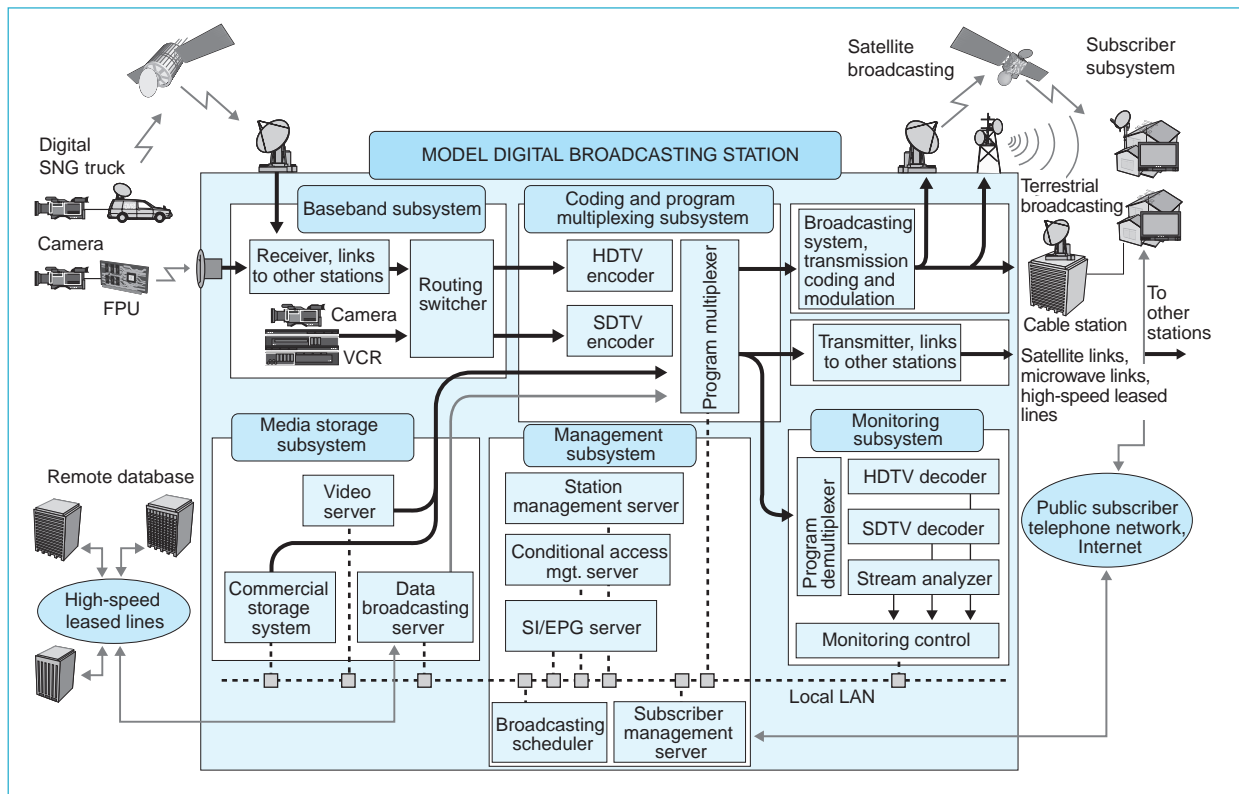 Satellite
broadcasting
Subscriber
subsystem
Digital
SNG truck
MODEL DIGITAL BROADCASTING STATION
Camera
FPU
Baseband subsystem
Receiver, links
to other stations
Routing
switcher
Camera
VCR
Coding and program
multiplexing subsystem
HDTV
encoder
SDTV
encoder
Program multiplexer
Broadcasting
system,
transmission
coding and
modulation
Terrestrial
broadcasting
Cable station
Transmitter, links
to other stations
To
other
stations
Satellite links,
microwave links,
high-speed leased
lines
Media storage
subsystem
Video
server
Commercial
storage
system
Data
broadcasting
server
Management
subsystem
Station
management server
Conditional access
mgt. server
SI/EPG server
Monitoring
subsystem
Program
demultiplexer
HDTV decoder
SDTV decoder
Stream analyzer
Monitoring control
Remote database
High-speed
leased lines
Public subscriber
telephone network,
Internet
Local LAN
Broadcasting
scheduler
Subscriber
management
server